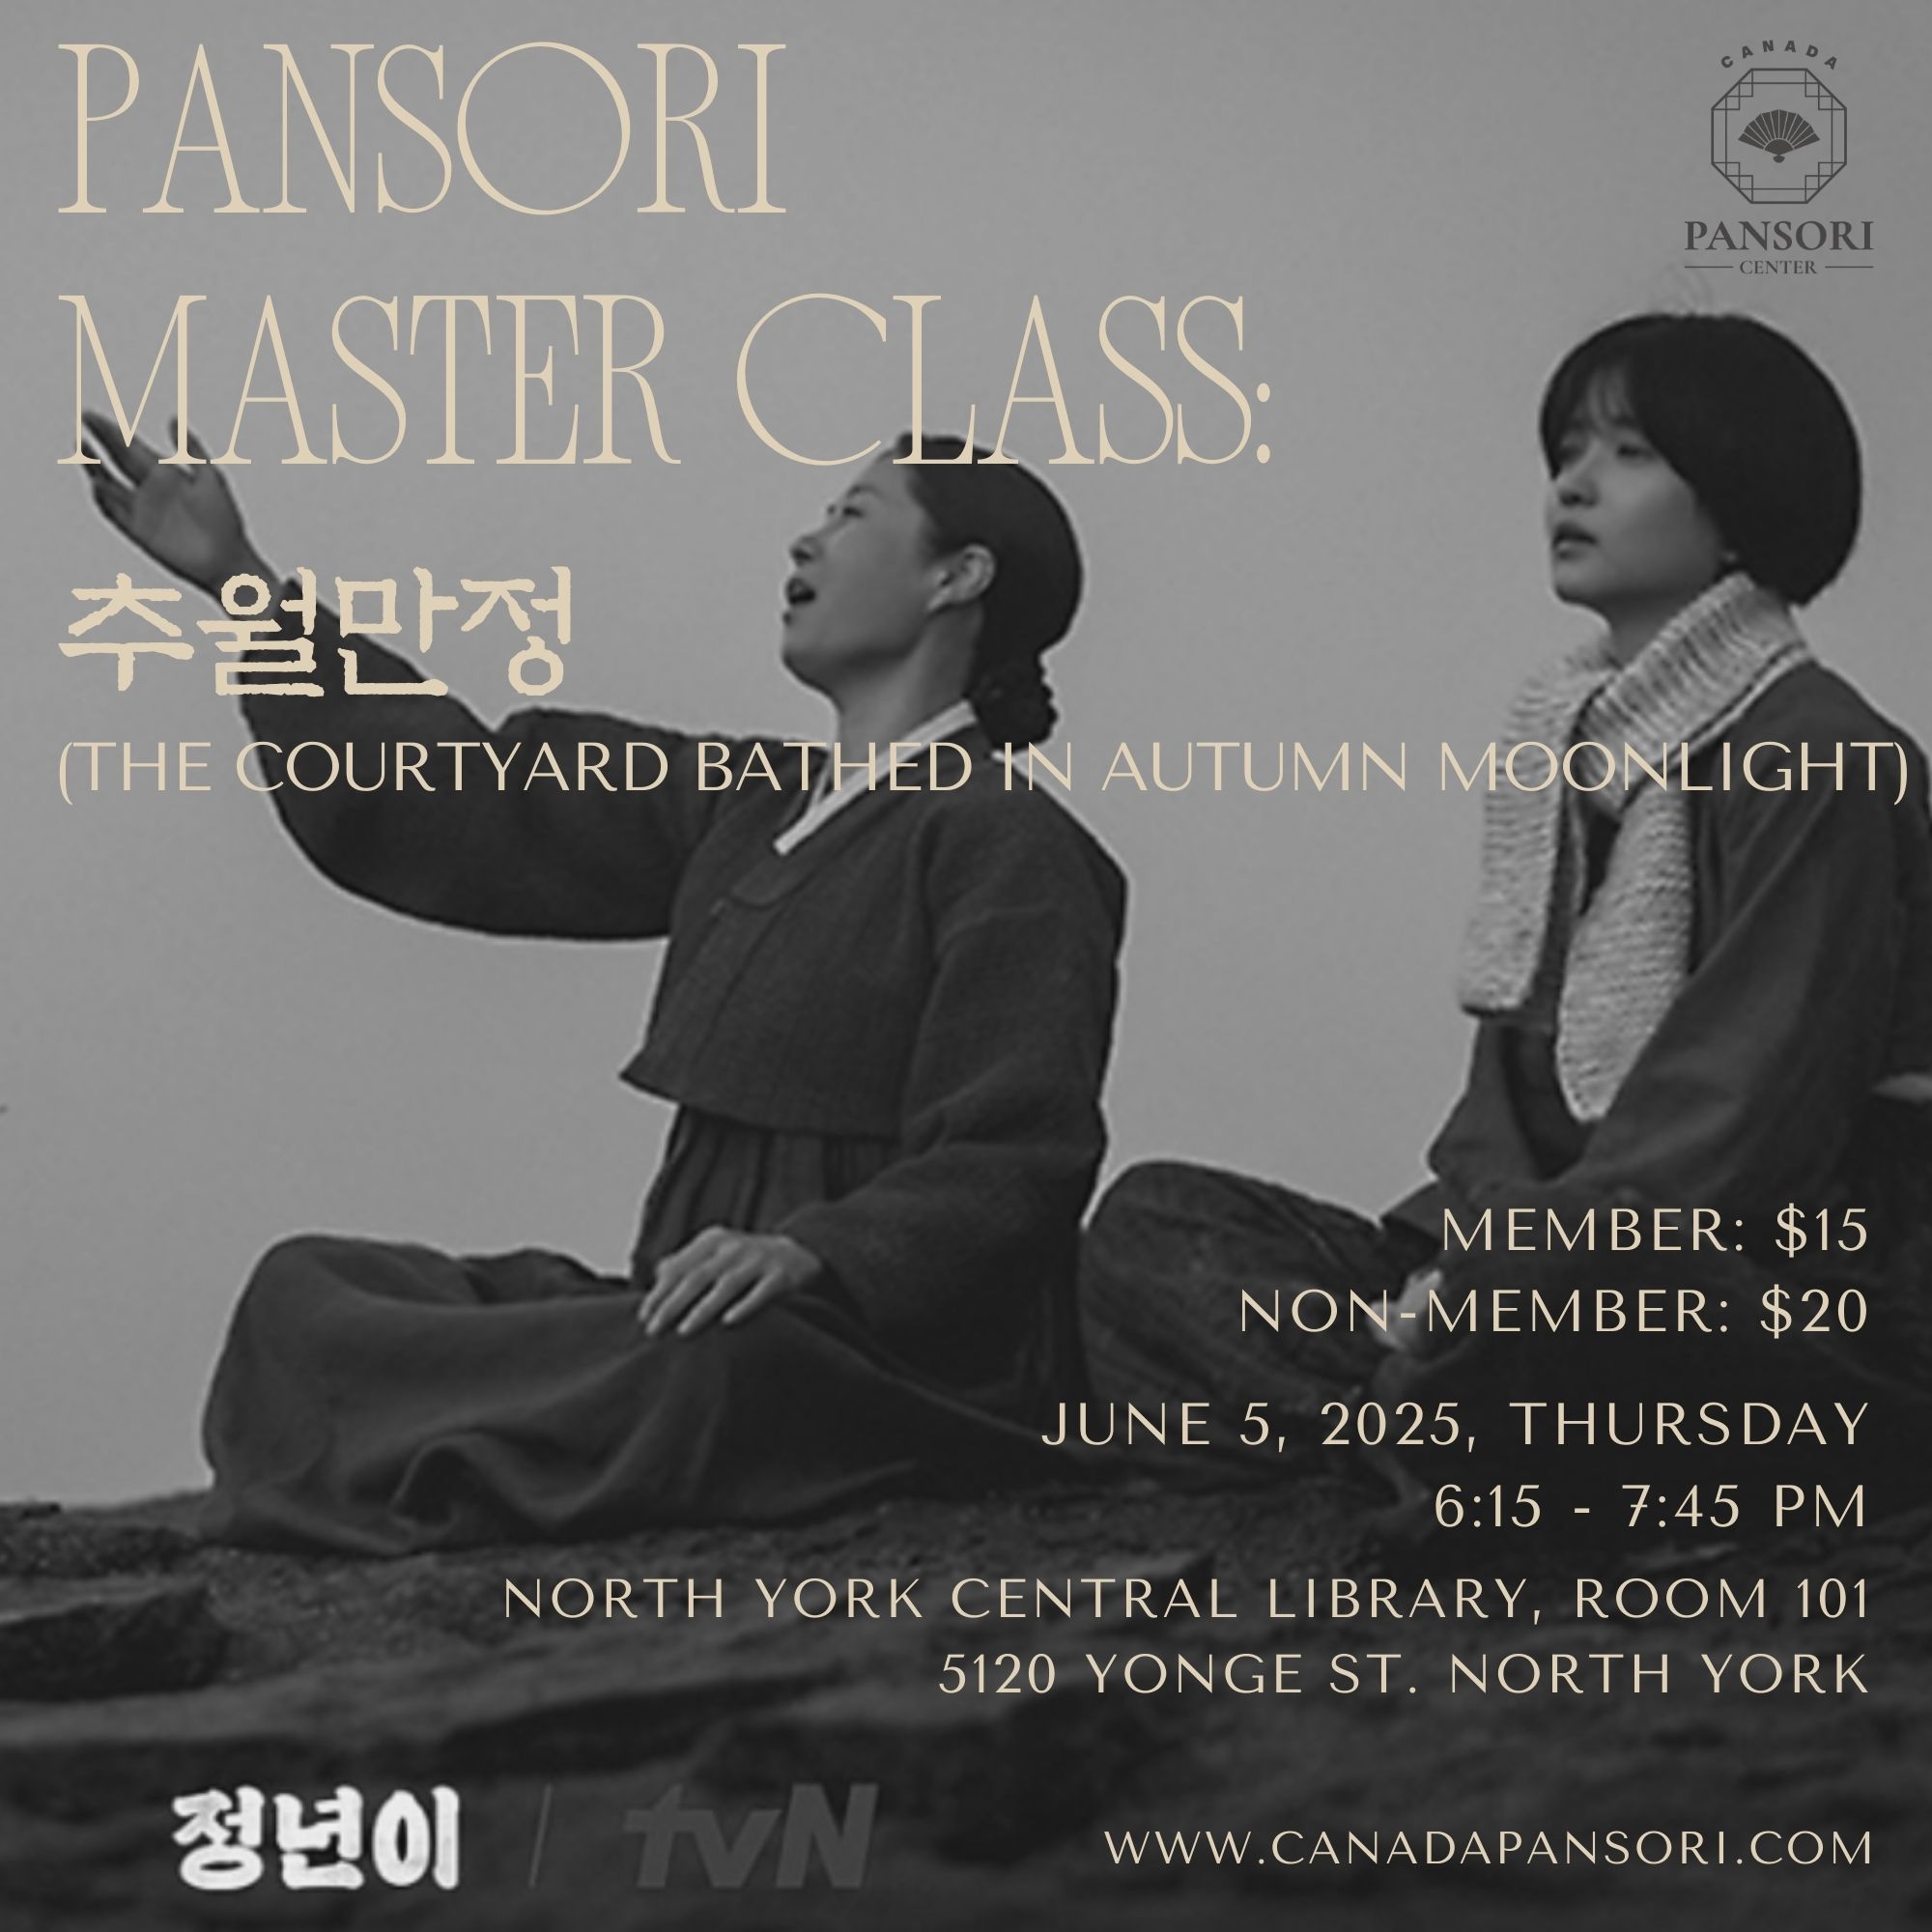 PANSORI
MASTER CLASS:
CANADA
PANSORI
CENTER
추월만정
(THE COURTYARD BATHED IN AUTUMN MOONLIGHT)
MEMBER: $15
NON-MEMBER: $20
JUNE 5, 2025, THURSDAY
6:15 - 7:45 PM
NORTH YORK CENTRAL LIBRARY, ROOM 101
5120 YONGE ST. NORTH YORK
정년이 | tvN
WWW.CANADAPANSORI.COM